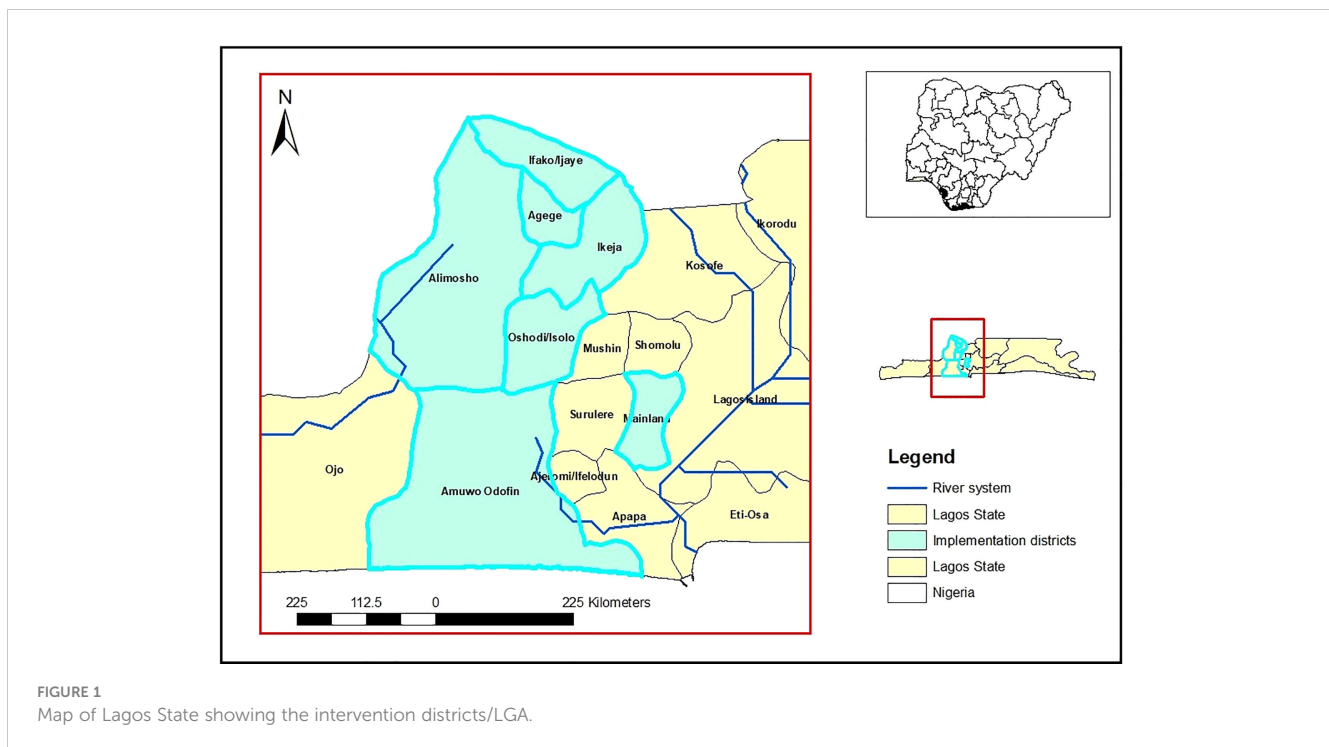 N
Ifako/Ijaye
Agege
Ikorodu
Ikeja
Kosofe
Alimosho
Oshodi/Isolo
Mushin
Shomolu
Lagosisland
Surulere
Mainland
Ojo
Ajeromi/Ifelodun
Amuwo Odofin
Apapa
Eti-Osa
225 112.5 0 225 Kilometers
Legend
River system
Lagos State
Implementation districts
Lagos State
Nigeria
FIGURE 1
Map of Lagos State showing the intervention districts/LGA.